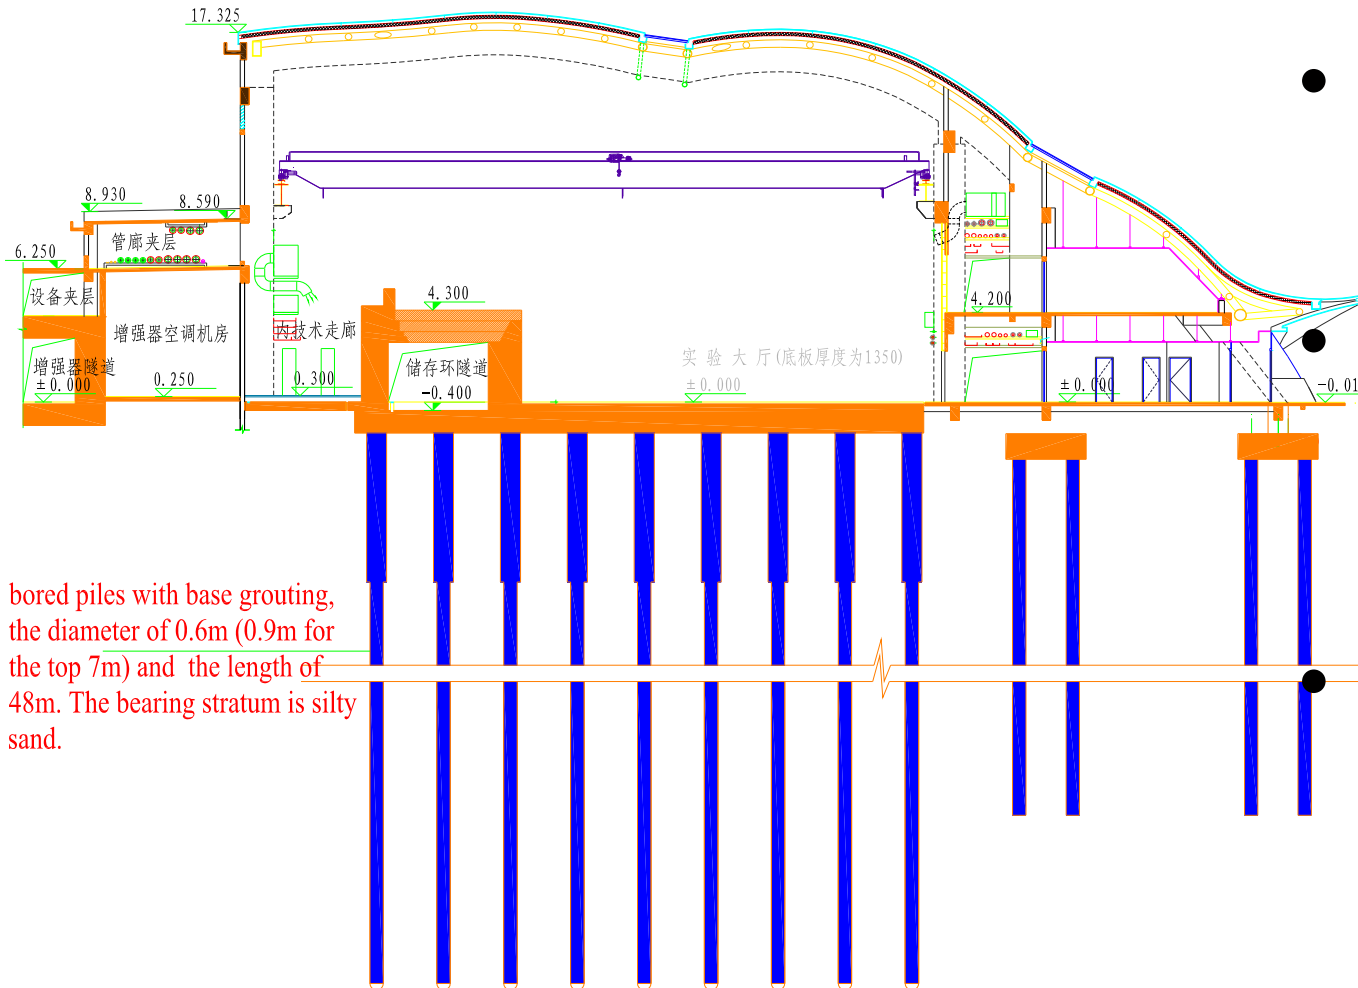 17.325
8.930
8.590
6.250
管廊夹层
设备夹层
4.300
4.200
增强器空调机房
内技术走廊
增强器隧道
储存环隧道
实 验 大 厅(底板厚度为1350)
±0.000
0.250
0.300
-0.400
±0.000
±0.000
-0.01
bored piles with base grouting,
the diameter of 0.6m (0.9m for
the top 7m) and the length of
48m. The bearing stratum is silty
sand.